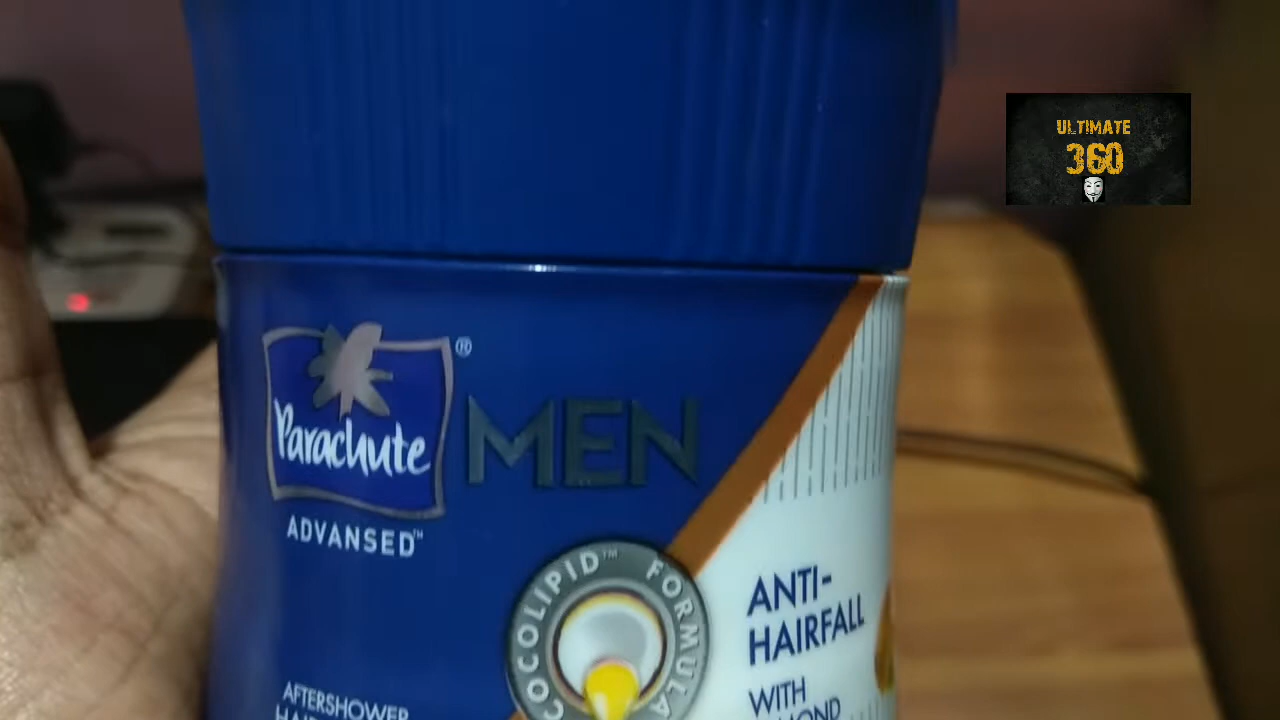 ULTIMATE
360
Parachute®
MEN
ADVANSED™
COCOLIPID™ FORMULA
ANTI-
HAIRFALL
WITH
AFTERSHOWER